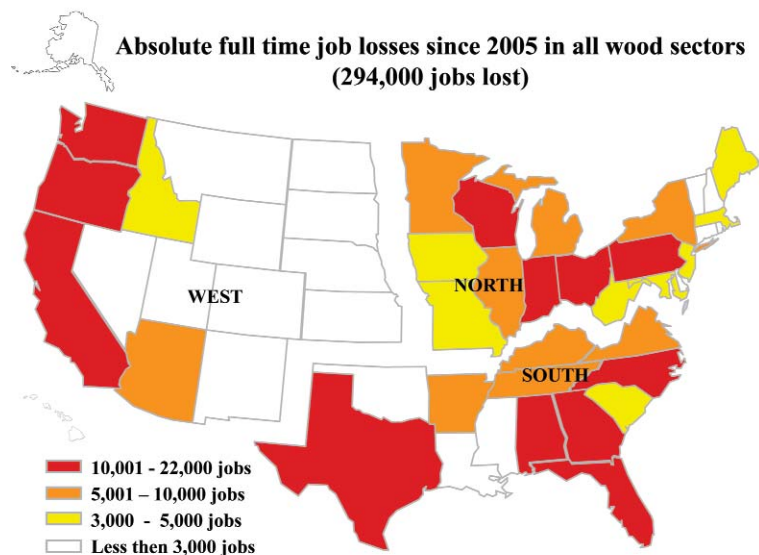 Absolute full time job losses since 2005 in all wood sectors
(294,000 jobs lost)
WEST
NORTH
SOUTH
10,001 - 22,000 jobs
5,001 – 10,000 jobs
3,000 - 5,000 jobs
Less then 3,000 jobs